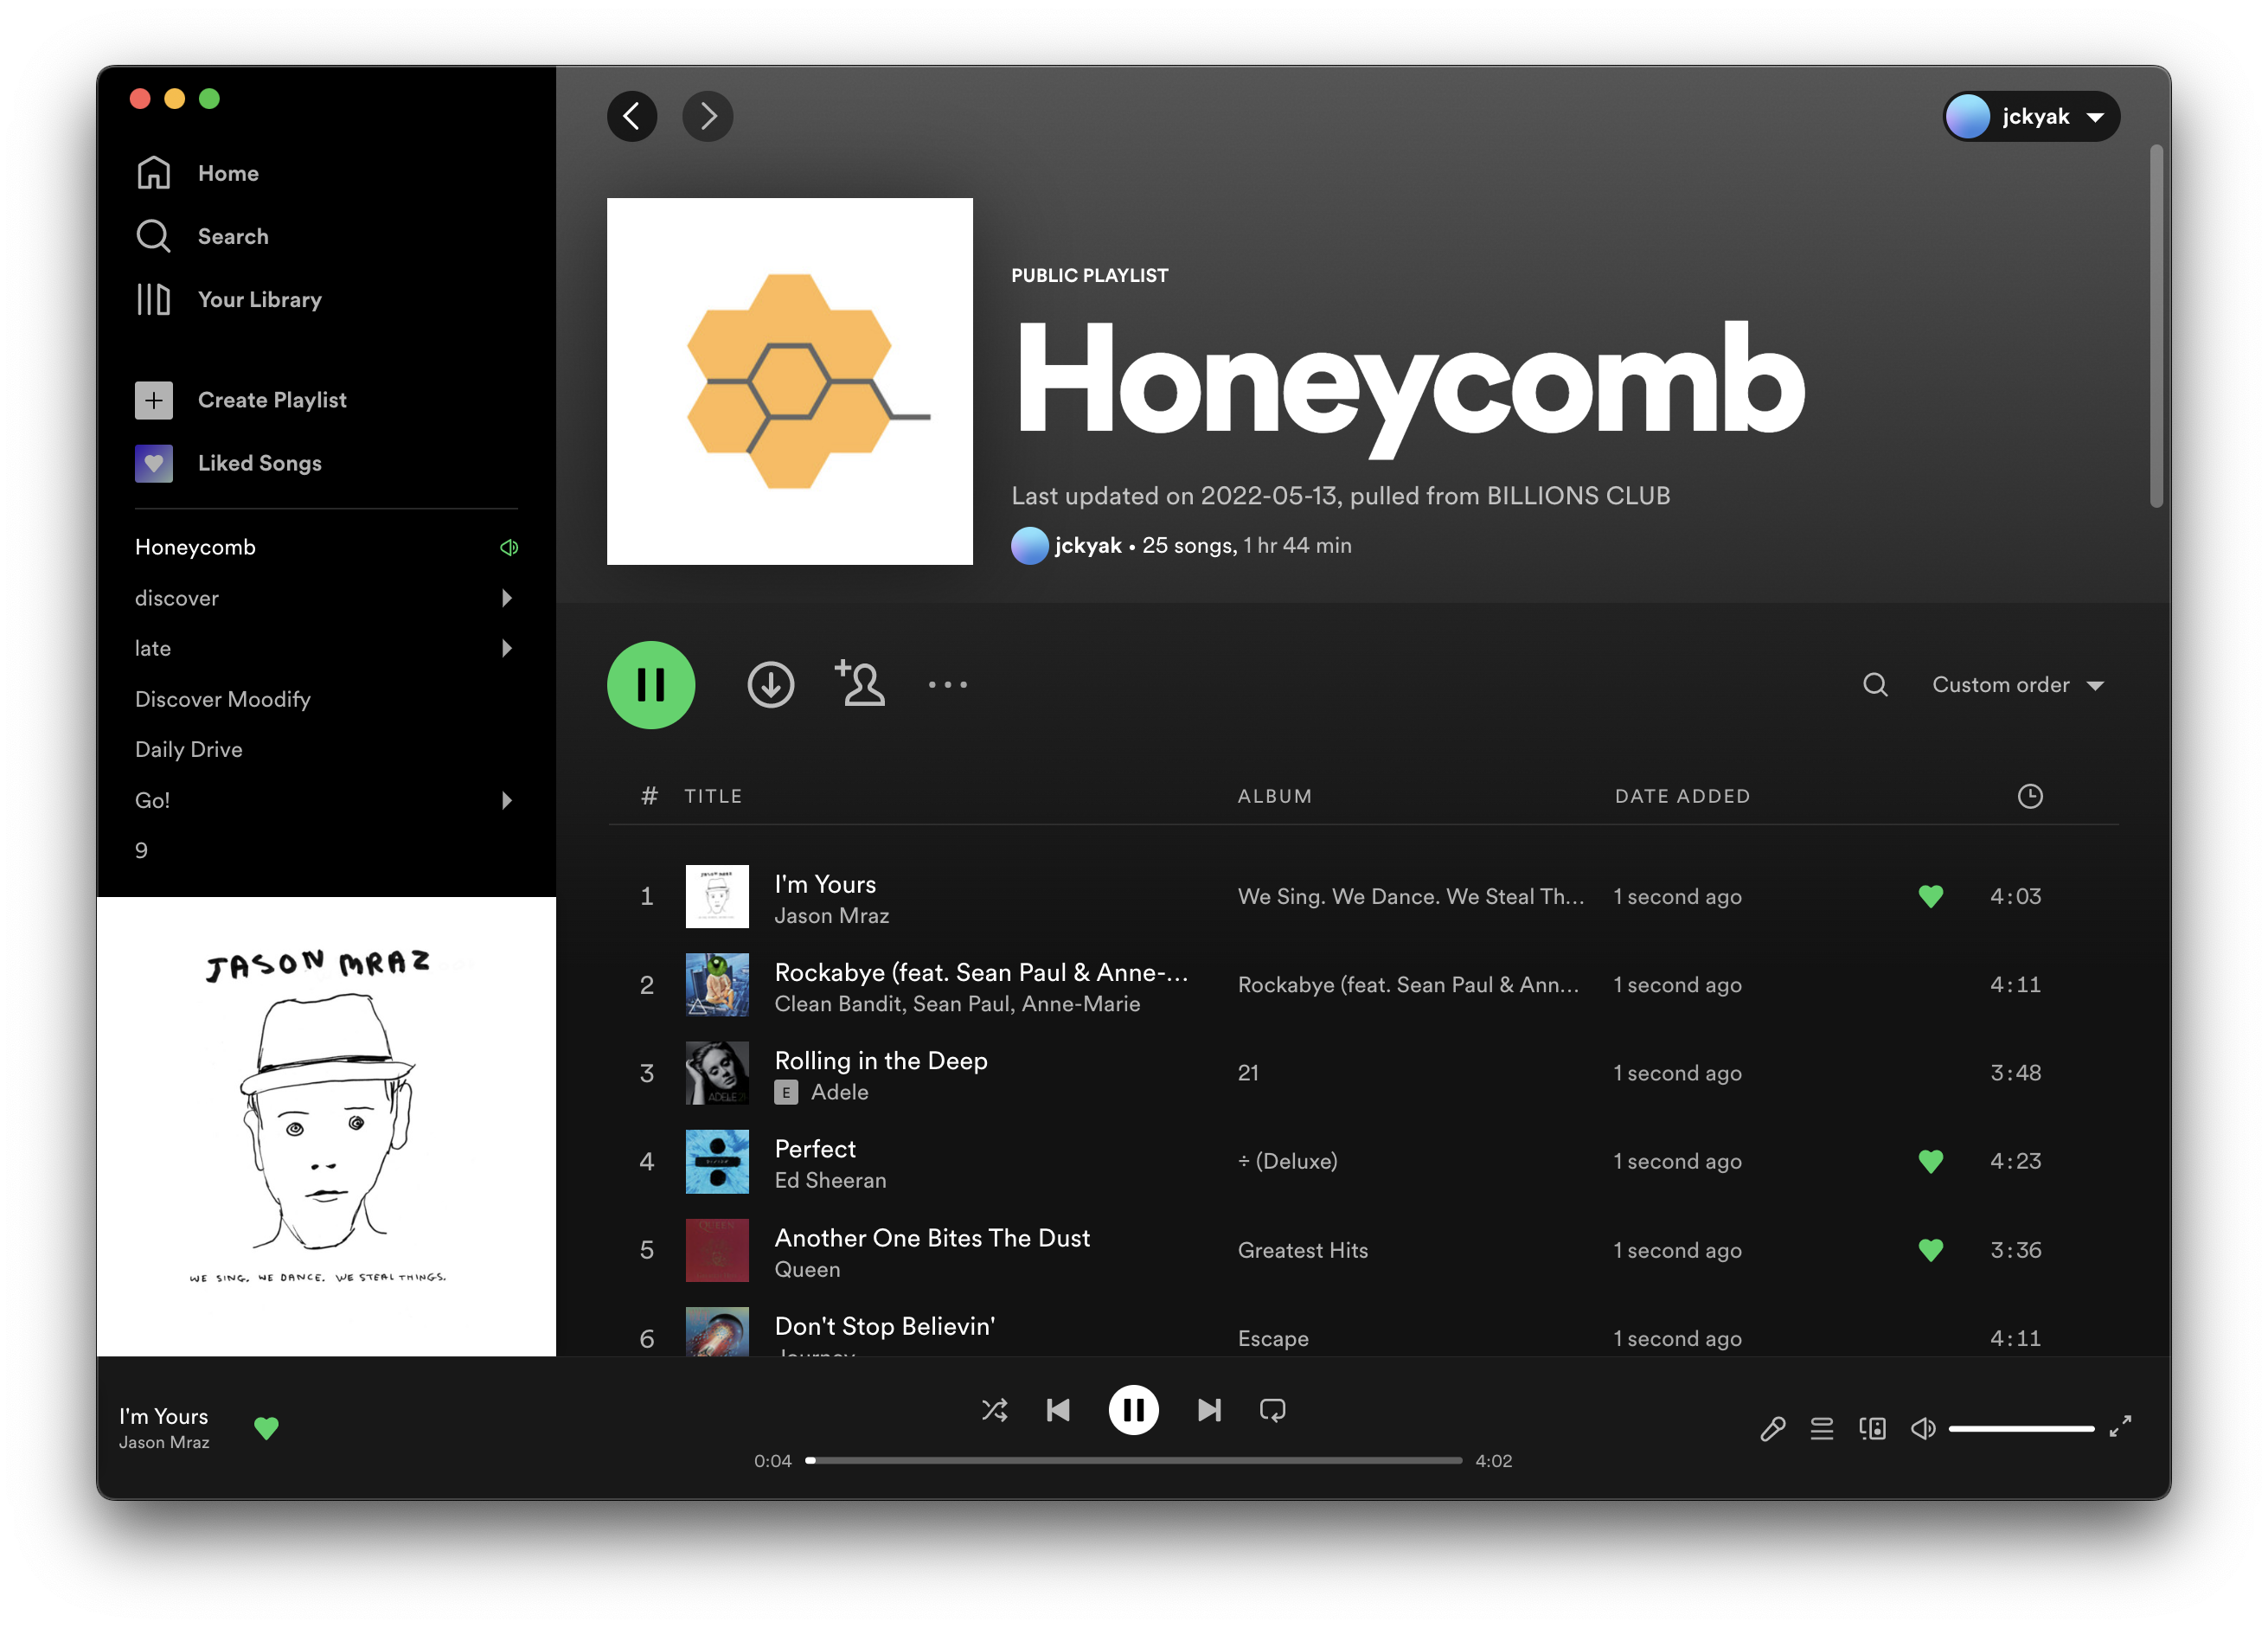 Home
Search
Your Library
Create Playlist
Liked Songs
Honeycomb
discover
late
Discover Moodify
Daily Drive
Go!
9
JASON MRAZ
WE SING. WE DANCE. WE STEAL THINGS.
jckyak
PUBLIC PLAYLIST
Honeycomb
Last updated on 2022-05-13, pulled from BILLIONS CLUB
jckyak • 25 songs, 1 hr 44 min
Custom order
# TITLE ALBUM DATE ADDED
1 I'm Yours We Sing. We Dance. We Steal Th... 1 second ago 4:03
Jason Mraz
2 Rockabye (feat. Sean Paul & Anne-... Rockabye (feat. Sean Paul & Ann... 1 second ago 4:11
Clean Bandit, Sean Paul, Anne-Marie
3 Rolling in the Deep 21 1 second ago 3:48
E Adele
4 Perfect ÷ (Deluxe) 1 second ago 4:23
Ed Sheeran
5 Another One Bites The Dust Greatest Hits 1 second ago 3:36
Queen
6 Don't Stop Believin' Escape 1 second ago 4:11
I'm Yours
Jason Mraz
0:04 4:02